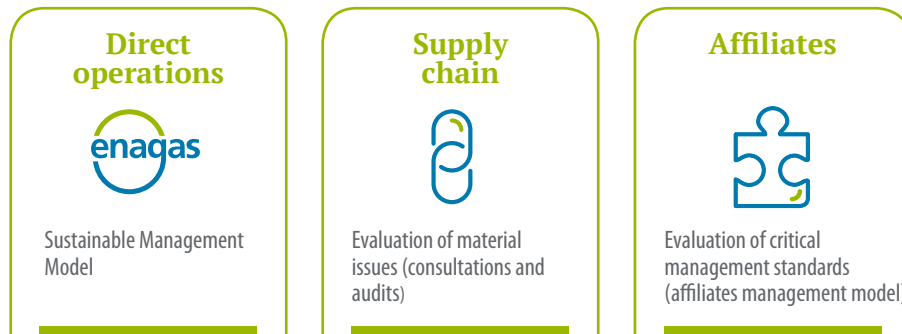 Direct
operations
enagas
Sustainable Management
Model
Supply
chain
Evaluation of material
issues (consultations and
audits)
Affiliates
Evaluation of critical
management standards
(affiliates management model)